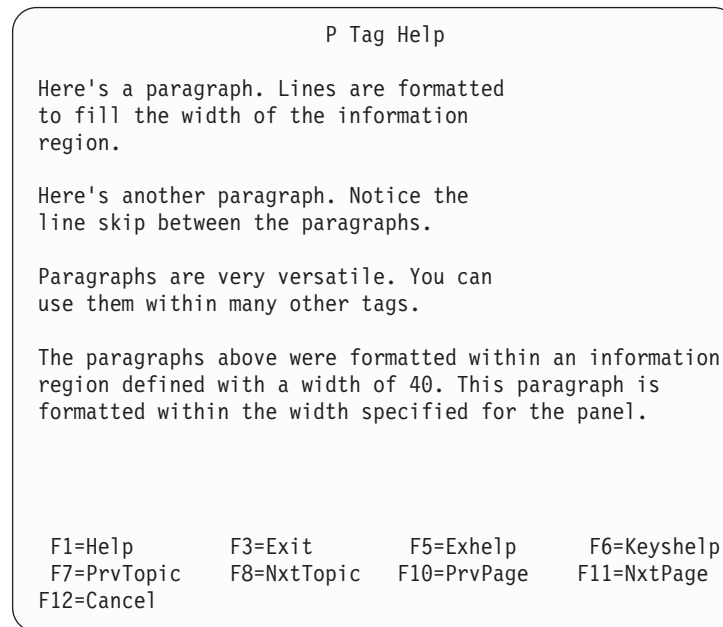 P Tag Help
Here's a paragraph. Lines are formatted
to fill the width of the information
region.
Here's another paragraph. Notice the
line skip between the paragraphs.
Paragraphs are very versatile. You can
use them within many other tags.
The paragraphs above were formatted within an information
region defined with a width of 40. This paragraph is
formatted within the width specified for the panel.
F1=Help F3=Exit F5=Exhelp F6=Keyshelp
F7=PrvTopic F8=NxtTopic F10=PrvPage F11=NxtPage
F12=Cancel